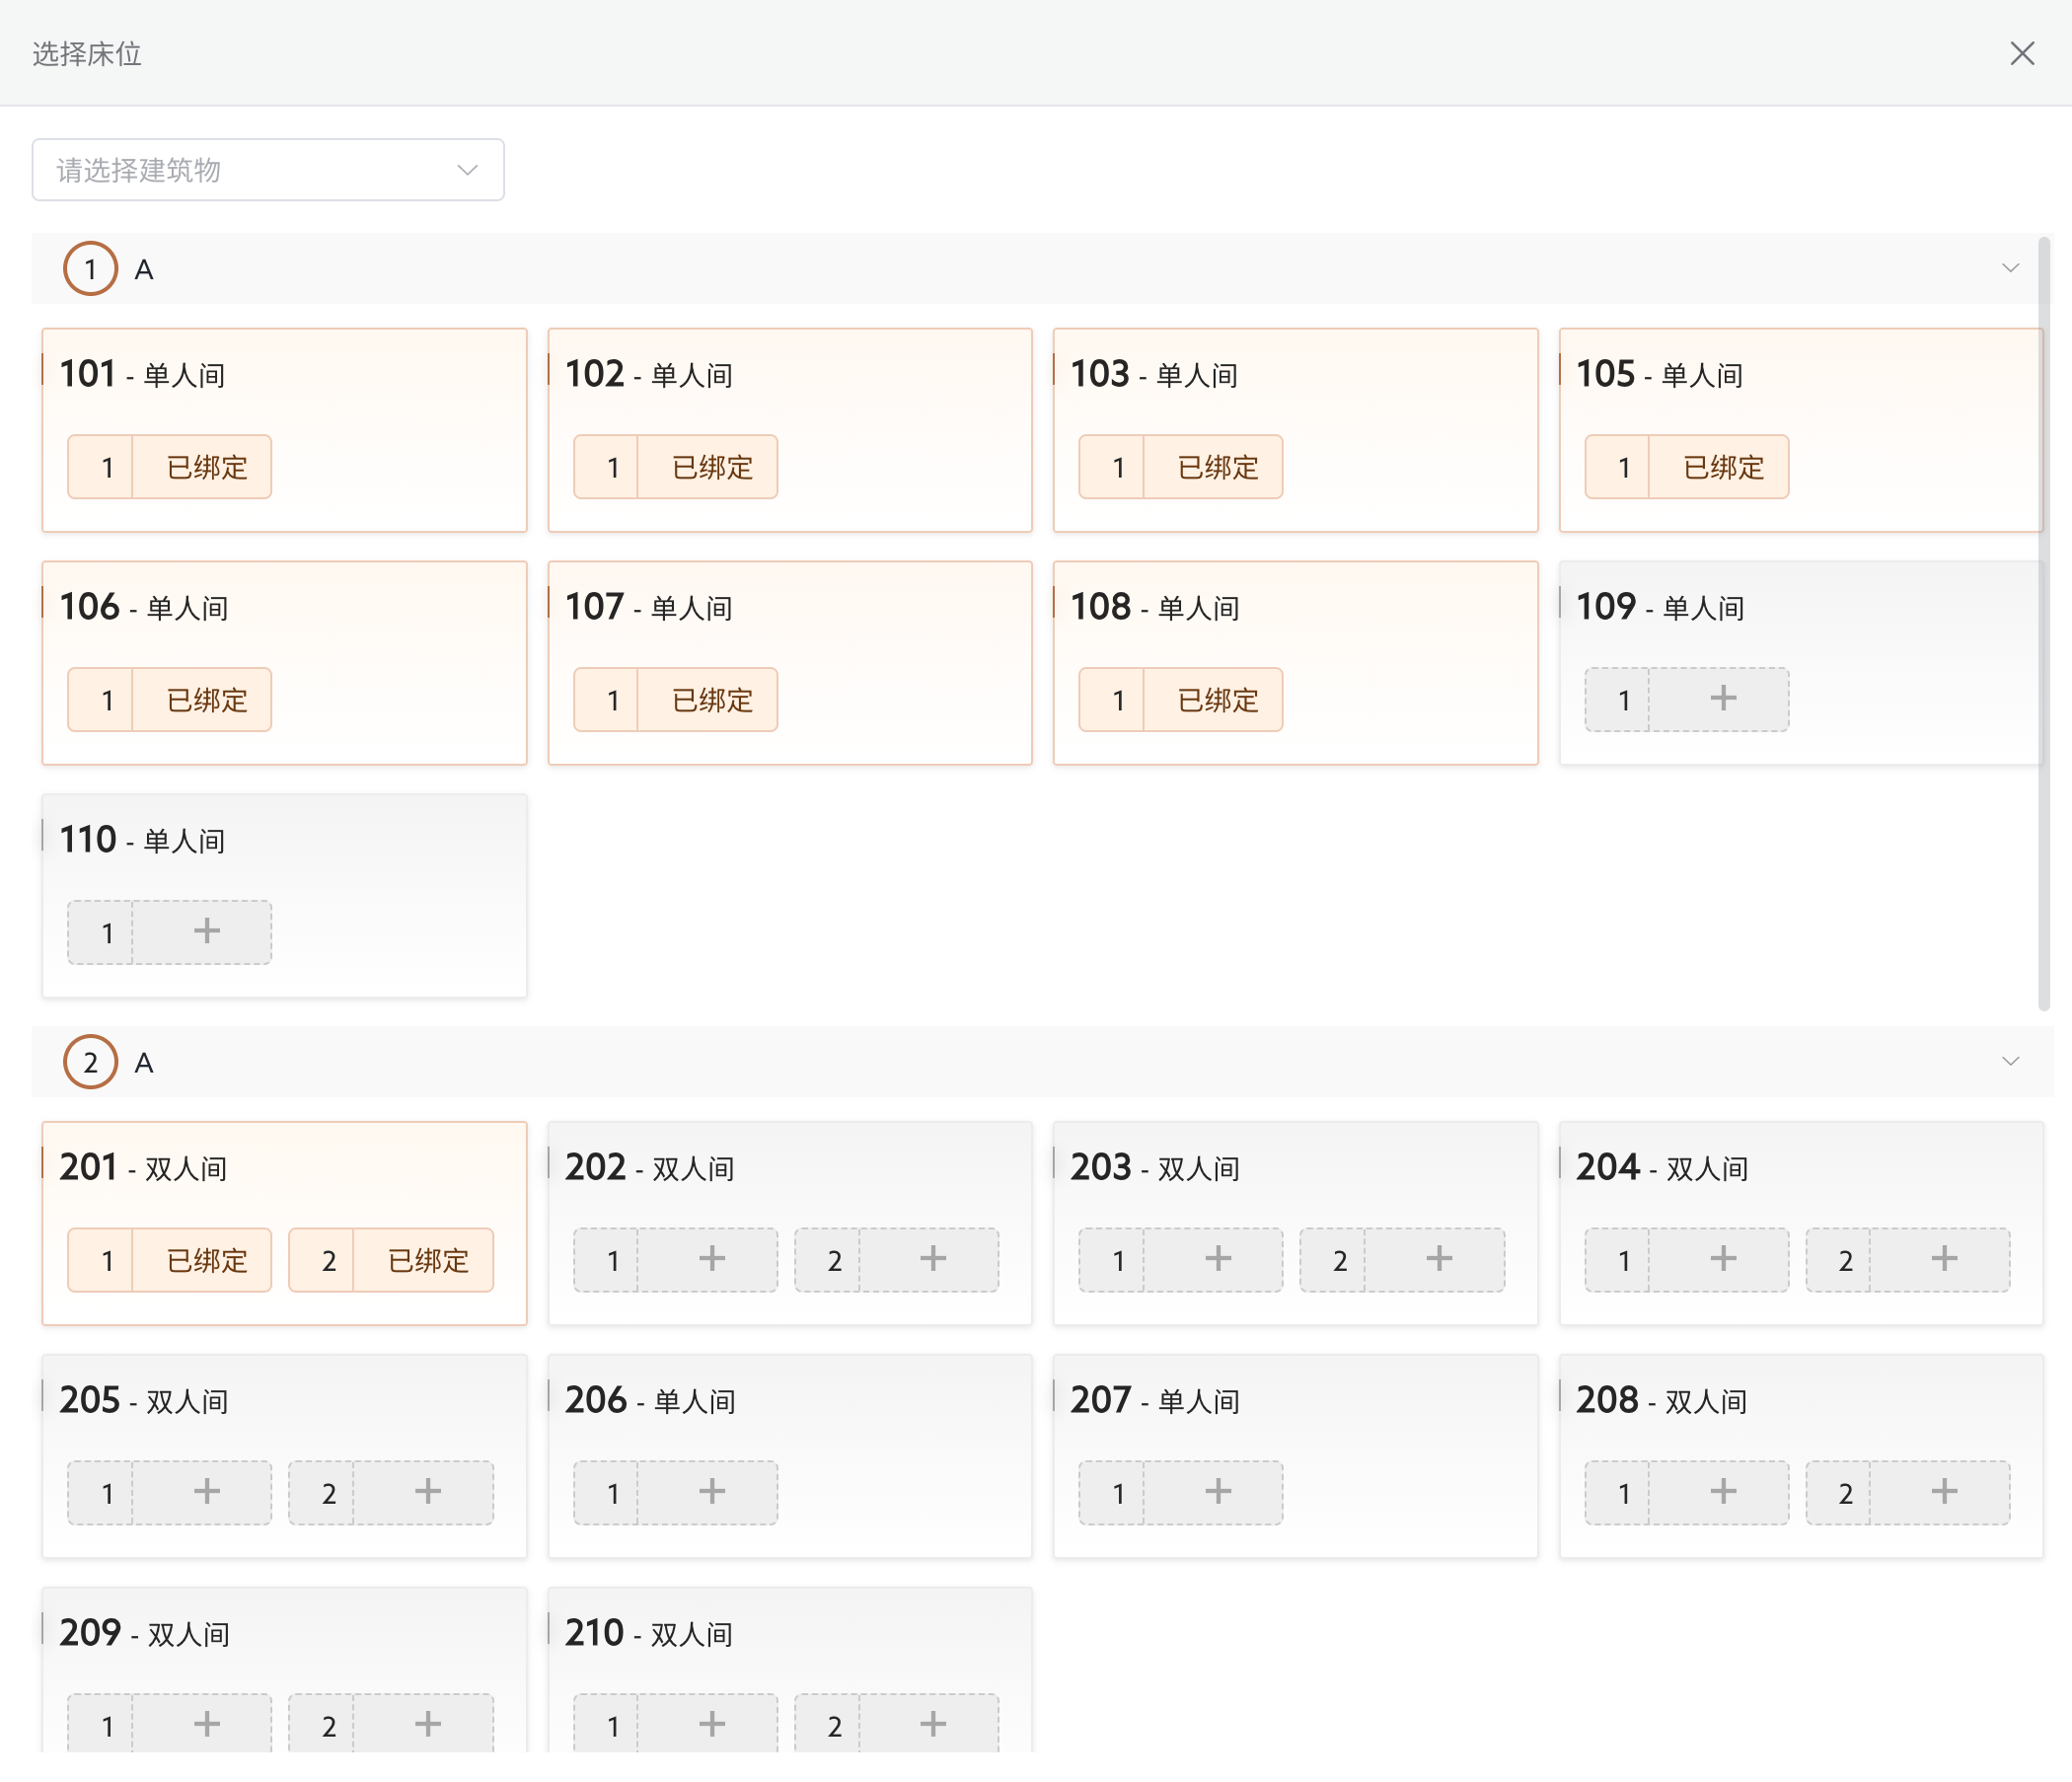 选择床位
请选择建筑物
1 A
101 - 单人间
1 已绑定
102 - 单人间
1 已绑定
103 - 单人间
1 已绑定
105 - 单人间
1 已绑定
106 - 单人间
1 已绑定
107 - 单人间
1 已绑定
108 - 单人间
1 已绑定
109 - 单人间
1 +
110 - 单人间
1 +
2 A
201 - 双人间
1 已绑定 2 已绑定
202 - 双人间
1 + 2 +
203 - 双人间
1 + 2 +
204 - 双人间
1 + 2 +
205 - 双人间
1 + 2 +
206 - 单人间
1 +
207 - 单人间
1 +
208 - 双人间
1 + 2 +
209 - 双人间
1 + 2 +
210 - 双人间
1 + 2 +